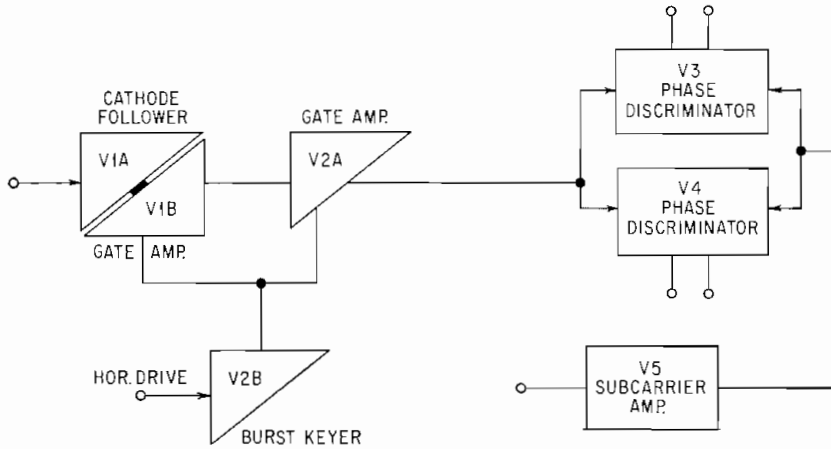 CATHODE
FOLLOWER
V1A
V1B
GATE AMP.
GATE AMP.
V2A
HOR. DRIVE
V2B
BURST KEYER
V3
PHASE
DISCRIMINATOR
V4
PHASE
DISCRIMINATOR
V5
SUBCARRIER
AMP.